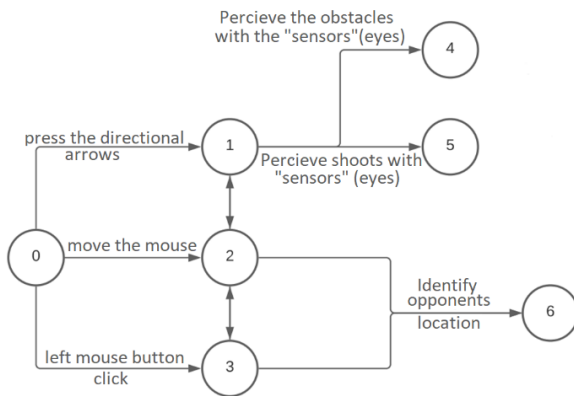 Percieve the obstacles
with the "sensors"(eyes)
4
press the directional
arrows
1
Percieve shoots with
"sensors" (eyes)
5
0
move the mouse
2
Identify
opponents
location
6
left mouse button
click
3